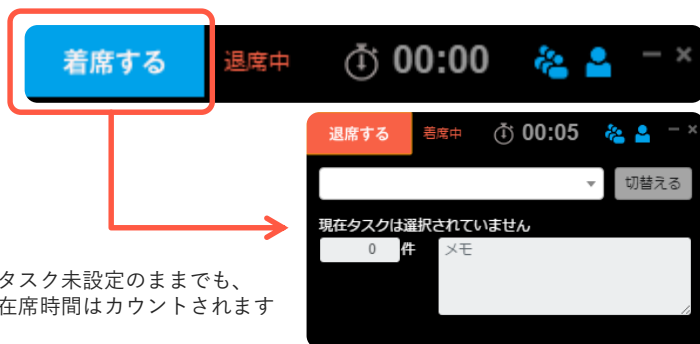 着席する 退席中 00:00
退席する 着席中 00:05
切替える
現在タスクは選択されていません
0 件 メモ
タスク未設定のままでも、
在席時間はカウントされます